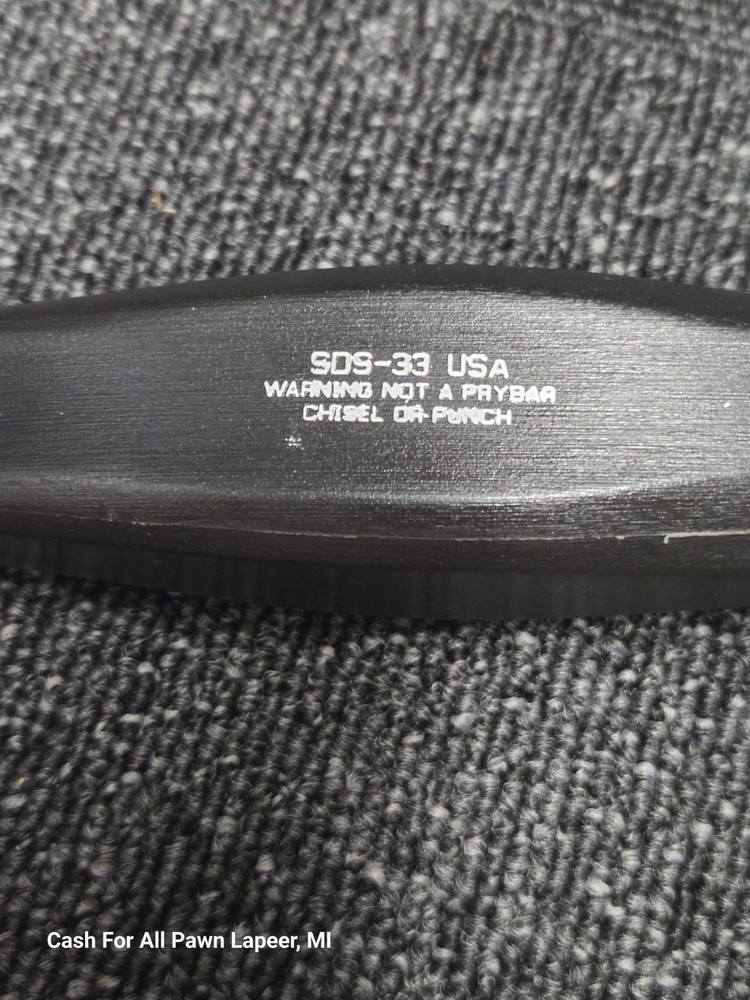 SDS-33 USA
WARNING NOT A PRYBAR
CHISEL OR PUNCH
Cash For All Pawn Lapeer, MI